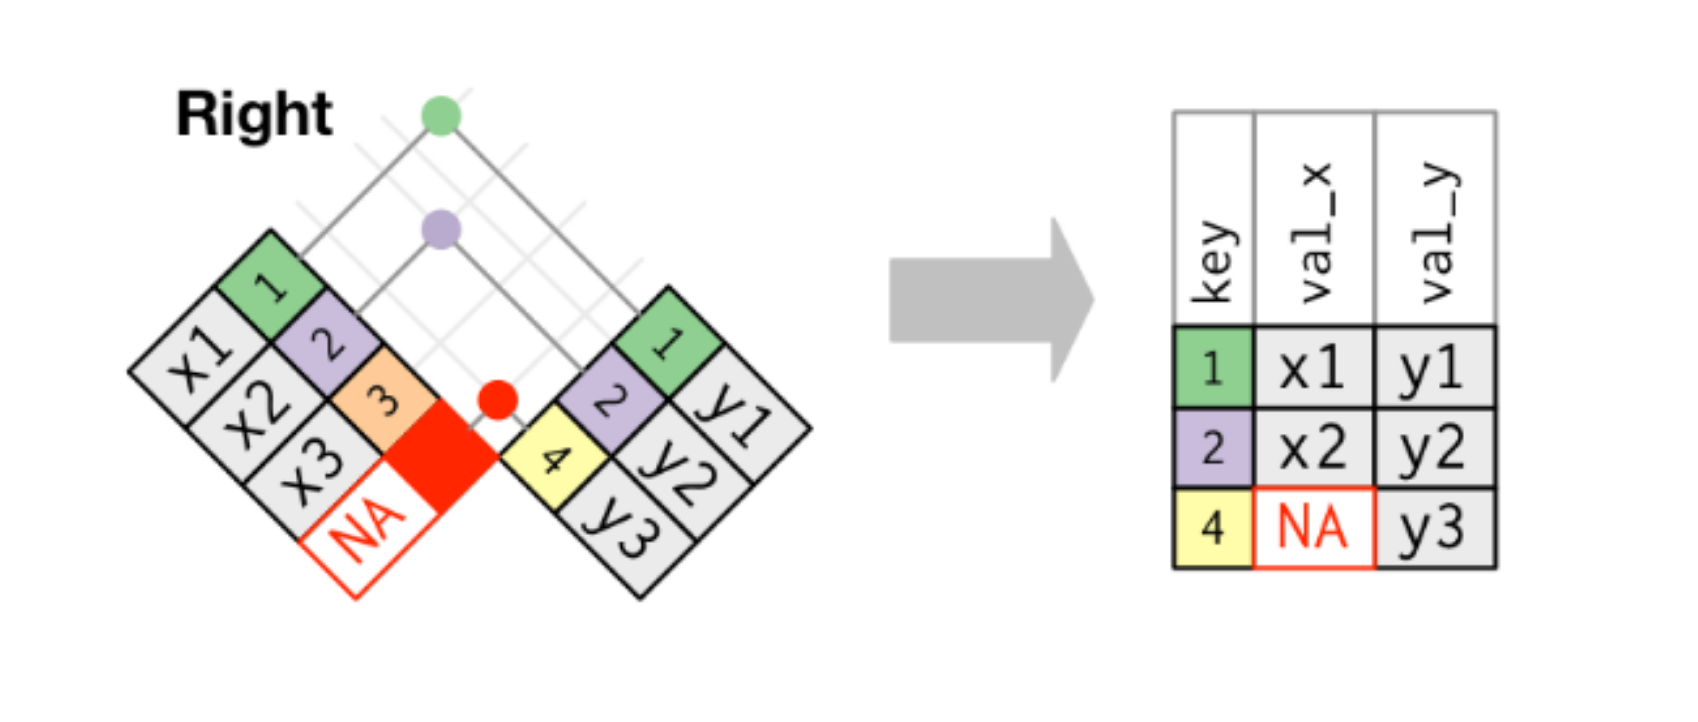 Right
1
x1
2
x2
3
x3
NA
1
y1
2
y2
4
y3
key val_x val_y
1 x1 y1
2 x2 y2
4 NA y3